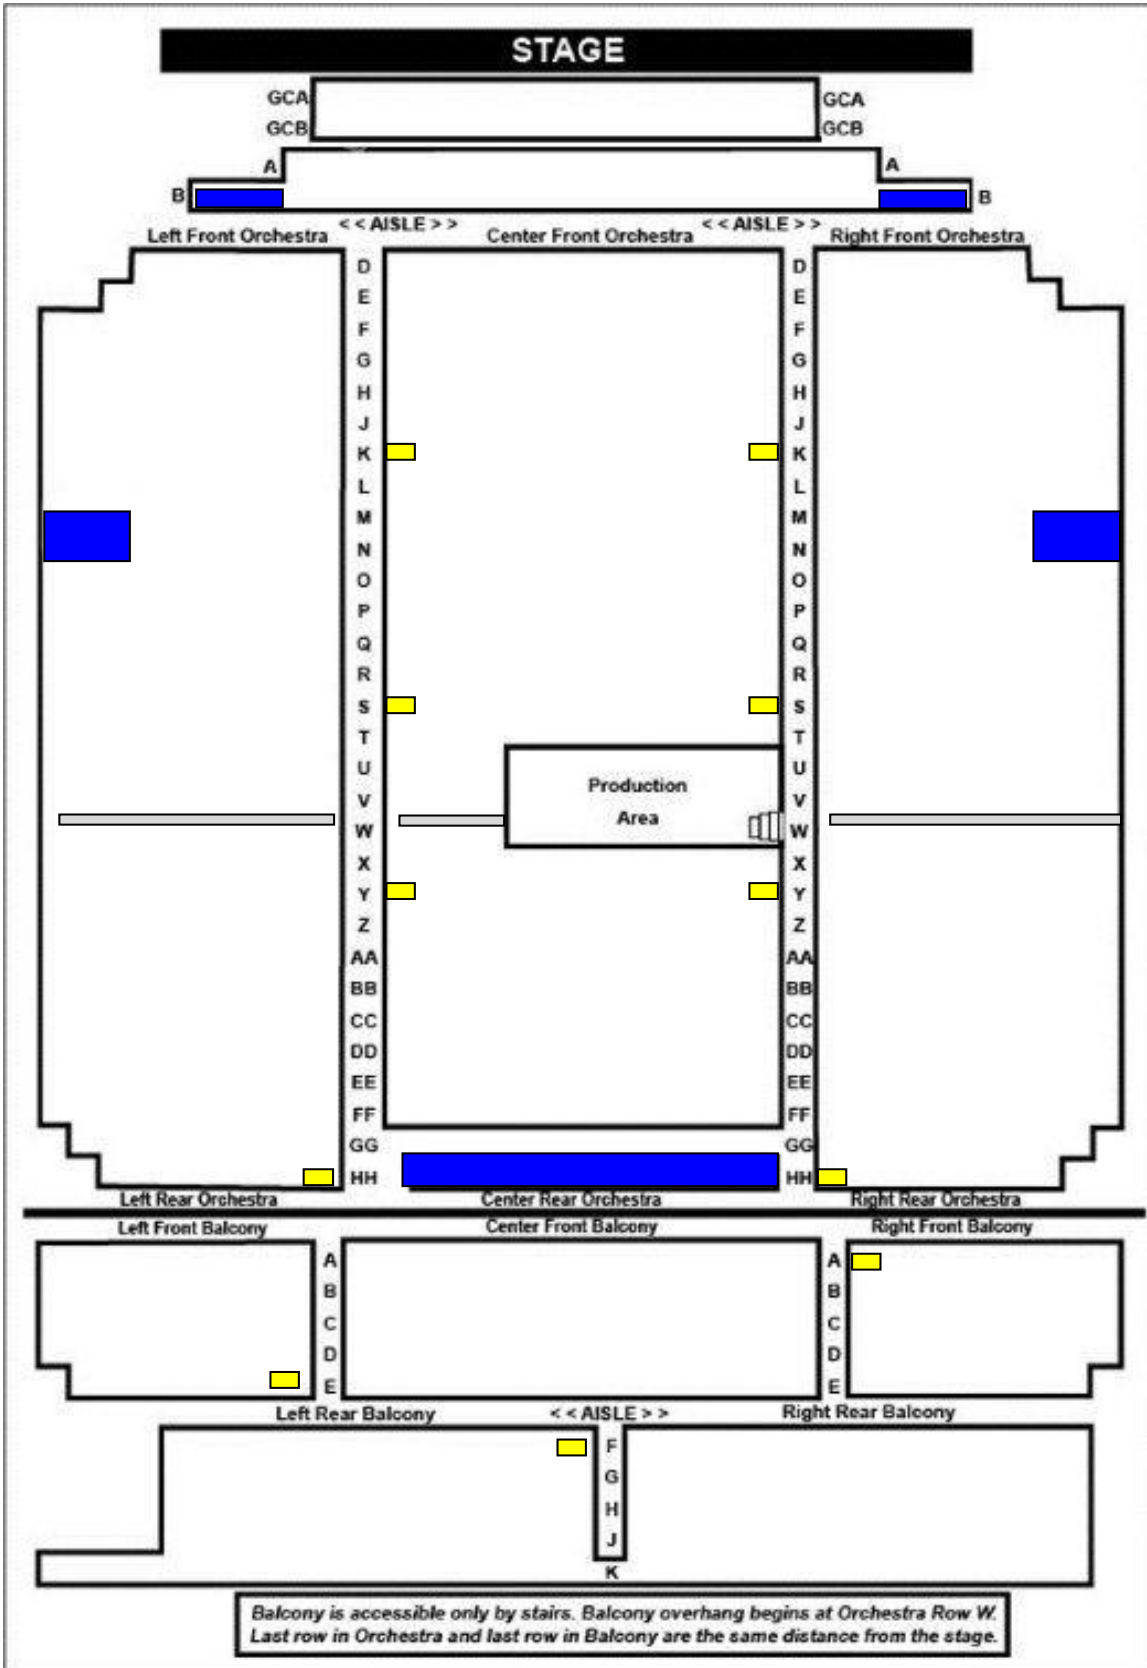 STAGE
GCA GCA
GCB GCB
A A
B B
< < AISLE > > < < AISLE > >
Left Front Orchestra Center Front Orchestra Right Front Orchestra
D D
E E
F F
G G
H H
J J
K K
L L
M M
N N
O O
P P
Q Q
R R
S S
T T
U U
Production
V V
Area
W W
X X
Y Y
Z Z
AA AA
BB BB
CC CC
DD DD
EE EE
FF FF
GG GG
HH HH
Left Rear Orchestra Center Rear Orchestra Right Rear Orchestra
Left Front Balcony Center Front Balcony Right Front Balcony
A A
B B
C C
D D
E E
Left Rear Balcony < < AISLE > > Right Rear Balcony
F
G
H
J
K
Balcony is accessible only by stairs. Balcony overhang begins at Orchestra Row W.
Last row in Orchestra and last row in Balcony are the same distance from the stage.